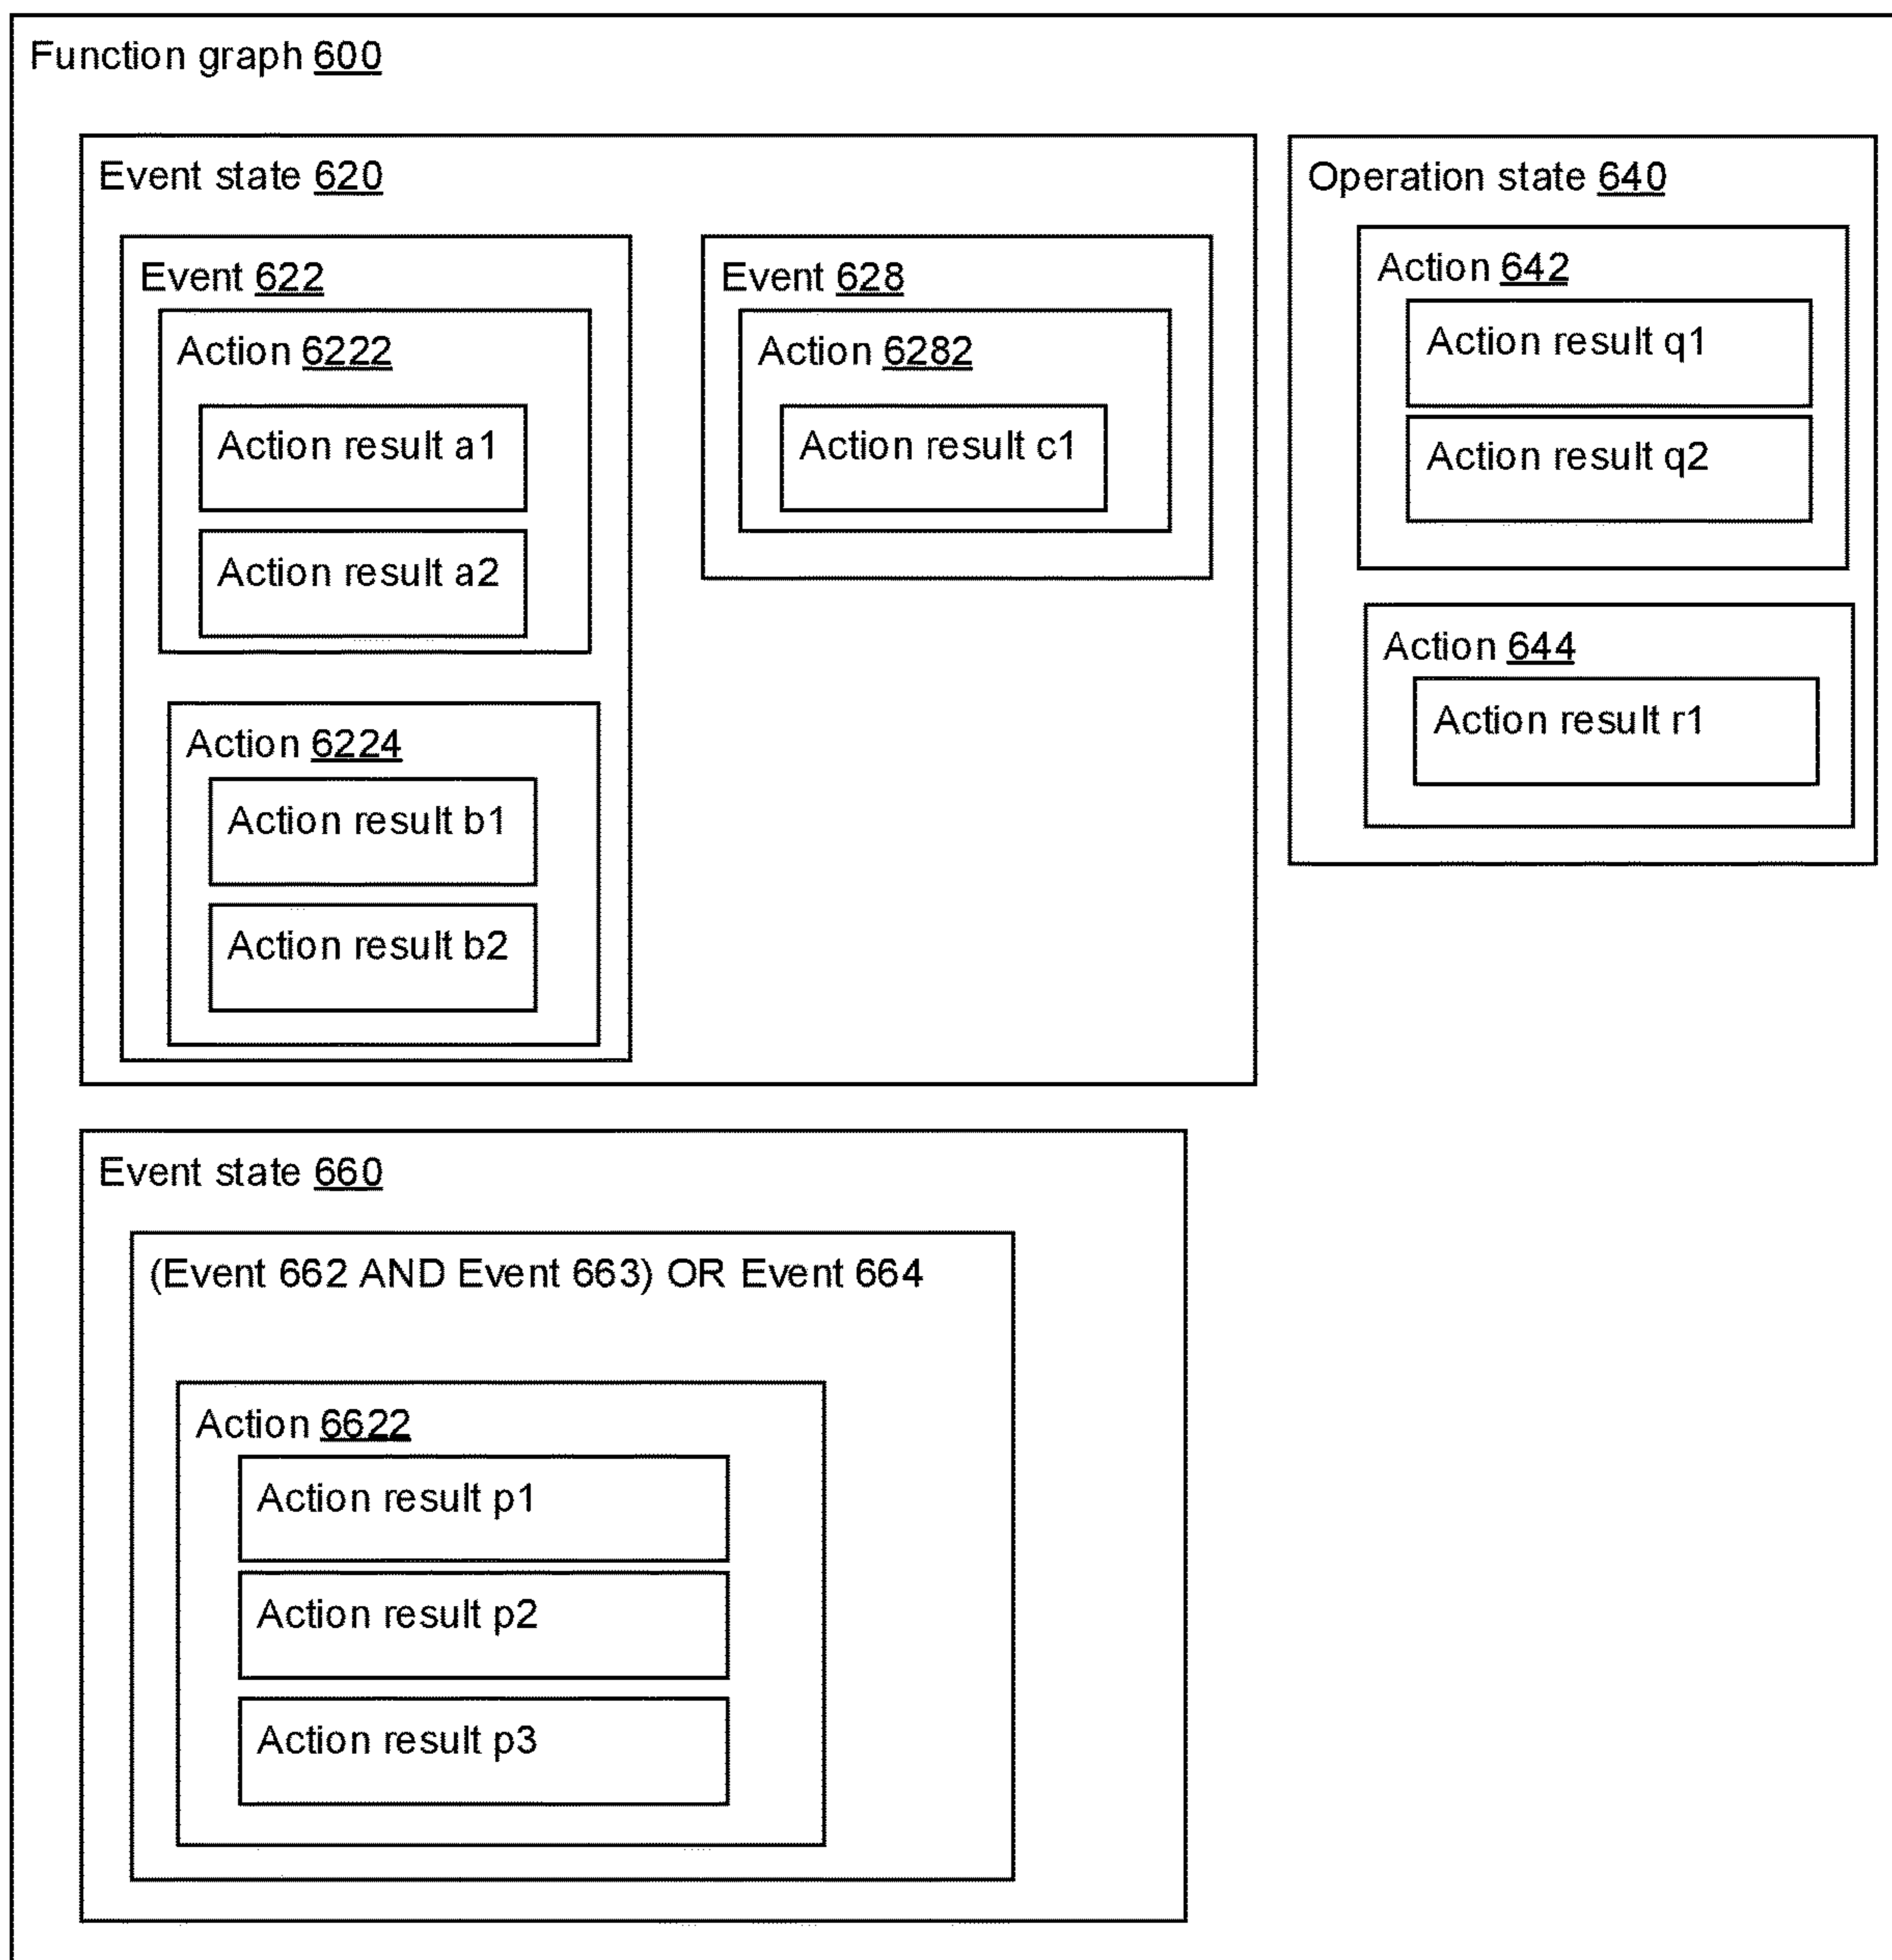 Function graph 600
Event state 620
Event 622
Action 6222
Action result a1
Action result a2
Action 6224
Action result b1
Action result b2
Event 628
Action 6282
Action result c1
Operation state 640
Action 642
Action result q1
Action result q2
Action 644
Action result r1
Event state 660
(Event 662 AND Event 663) OR Event 664
Action 6622
Action result p1
Action result p2
Action result p3